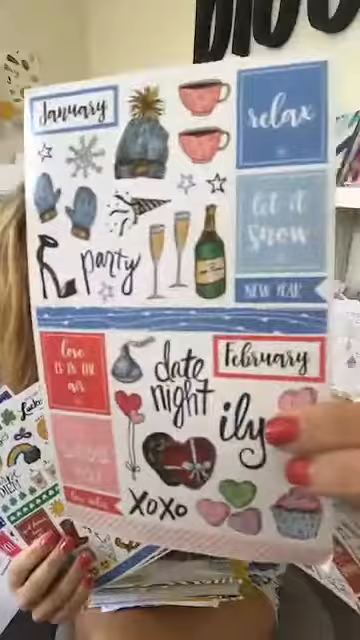 January
relax
let it
snow
party
NEW YEAR
love
IS IN THE
air
date
night
February
ily
XOXO